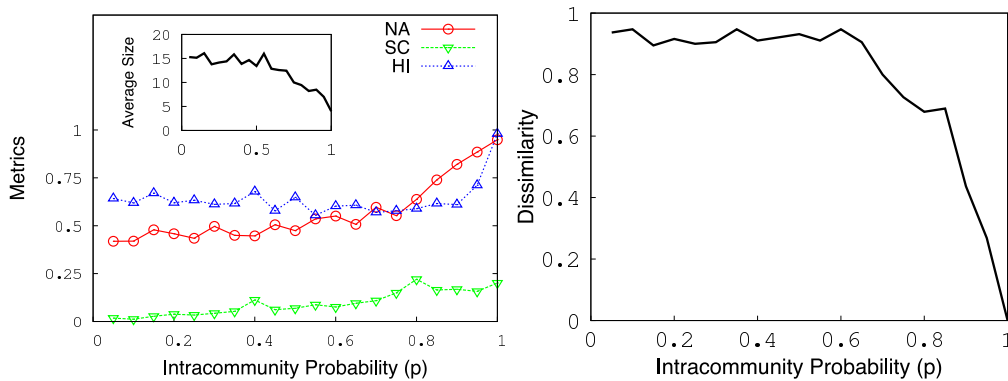 NA
SC
HI
Average Size
20
15
10
5
0
0 0.5 1
Metrics
1
0.75
0.5
0.25
0
0 0.2 0.4 0.6 0.8 1
Intracommunity Probability (p)
Dissimilarity
1
0.8
0.6
0.4
0.2
0
0 0.2 0.4 0.6 0.8 1
Intracommunity Probability (p)